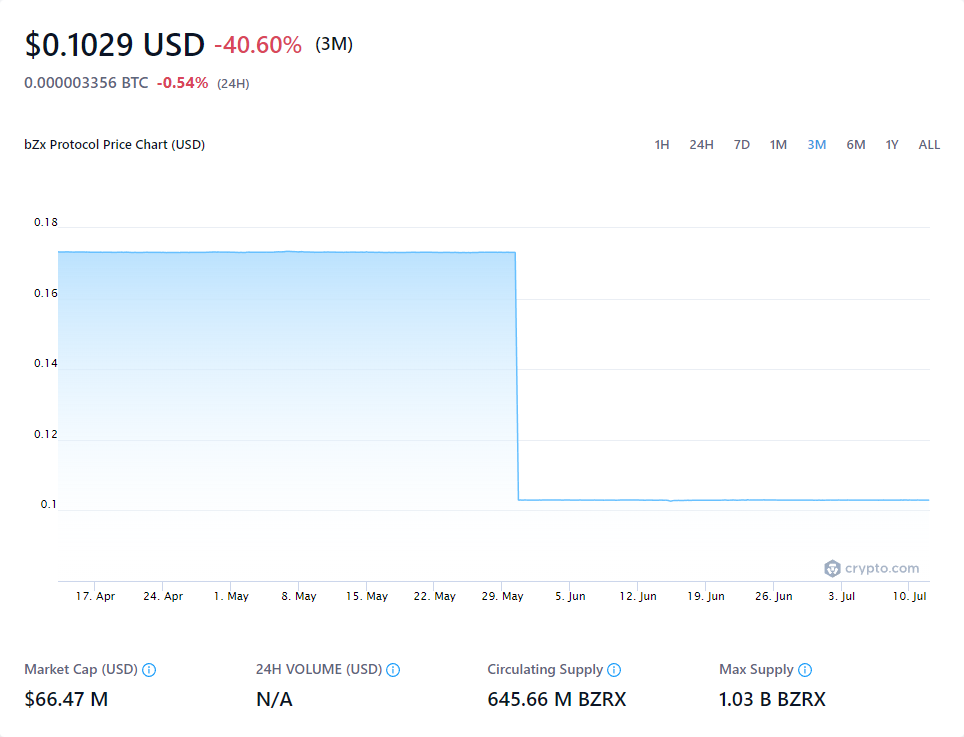 $0.1029 USD -40.60% (3M)
0.000003356 BTC -0.54% (24H)
bZx Protocol Price Chart (USD) 1H 24H 7D 1M 3M 6M 1Y ALL
0.18
0.16
0.14
0.12
0.1
crypto.com
17. Apr 24. Apr 1. May 8. May 15. May 22. May 29. May 5. Jun 12. Jun 19. Jun 26. Jun 3. Jul 10. Jul
Market Cap (USD) 24H VOLUME (USD) Circulating Supply Max Supply
$66.47 M N/A 645.66 M BZRX 1.03 B BZRX